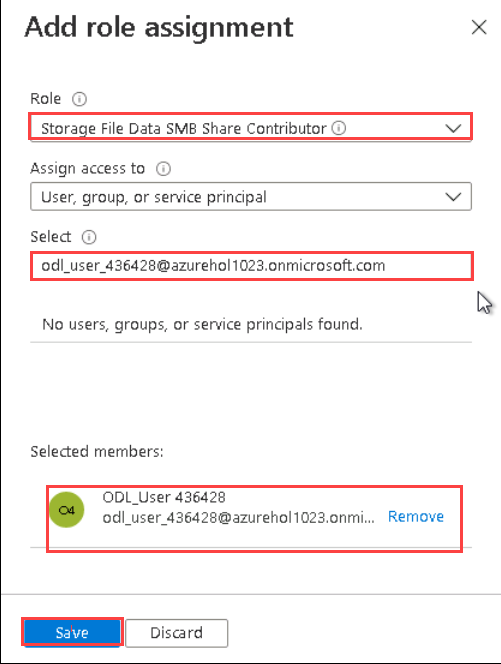 Add role assignment
Role
Storage File Data SMB Share Contributor
Assign access to
User, group, or service principal
Select
odl_user_436428@azurehol1023.onmicrosoft.com
No users, groups, or service principals found.
Selected members:
O4
ODL_User 436428
odl_user_436428@azurehol1023.onmi... Remove
Save Discard